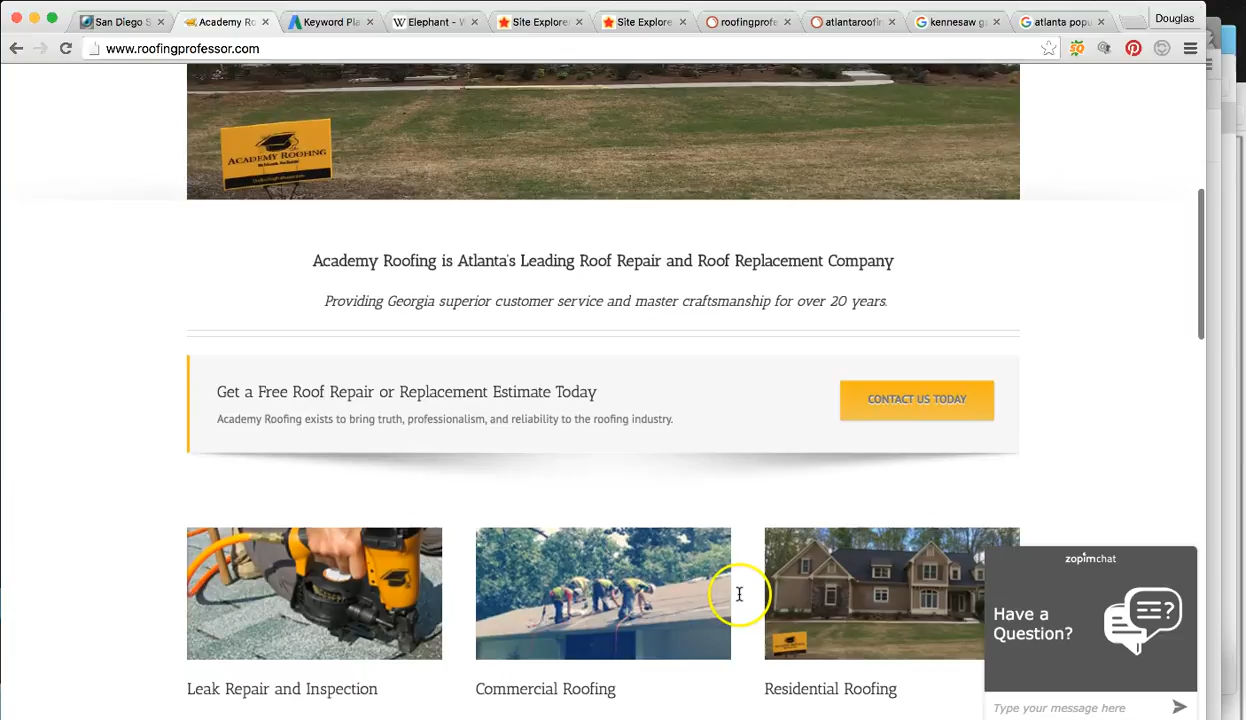 San Diego S
Academy Ro
Keyword Pla
Elephant - W
Site Explorer
Site Explore
roofingprofe
atlantaroofin
kennesaw g
atlanta popu
Douglas
www.roofingprofessor.com
ACADEMY ROOFING
Academy Roofing is Atlanta's Leading Roof Repair and Roof Replacement Company
Providing Georgia superior customer service and master craftsmanship for over 20 years.
Get a Free Roof Repair or Replacement Estimate Today
CONTACT US TODAY
Academy Roofing exists to bring truth, professionalism, and reliability to the roofing industry.
zopimchat
Have a
Question?
Leak Repair and Inspection
Commercial Roofing
Residential Roofing
Type your message here